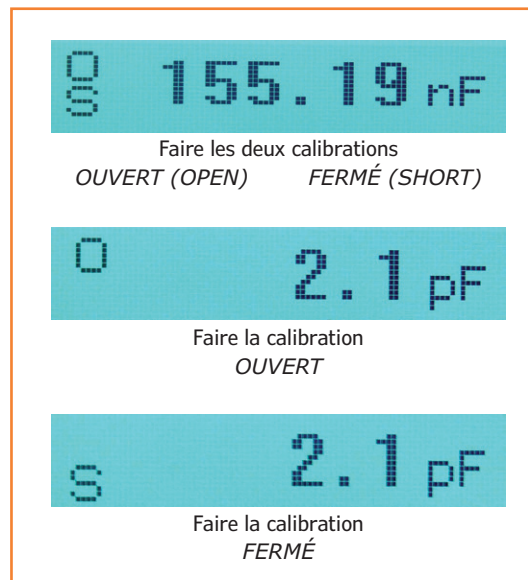 O
S 155.19 nF
Faire les deux calibrations
OUVERT (OPEN) FERMÉ (SHORT)
O 2.1 pF
Faire la calibration
OUVERT
S 2.1 pF
Faire la calibration
FERMÉ